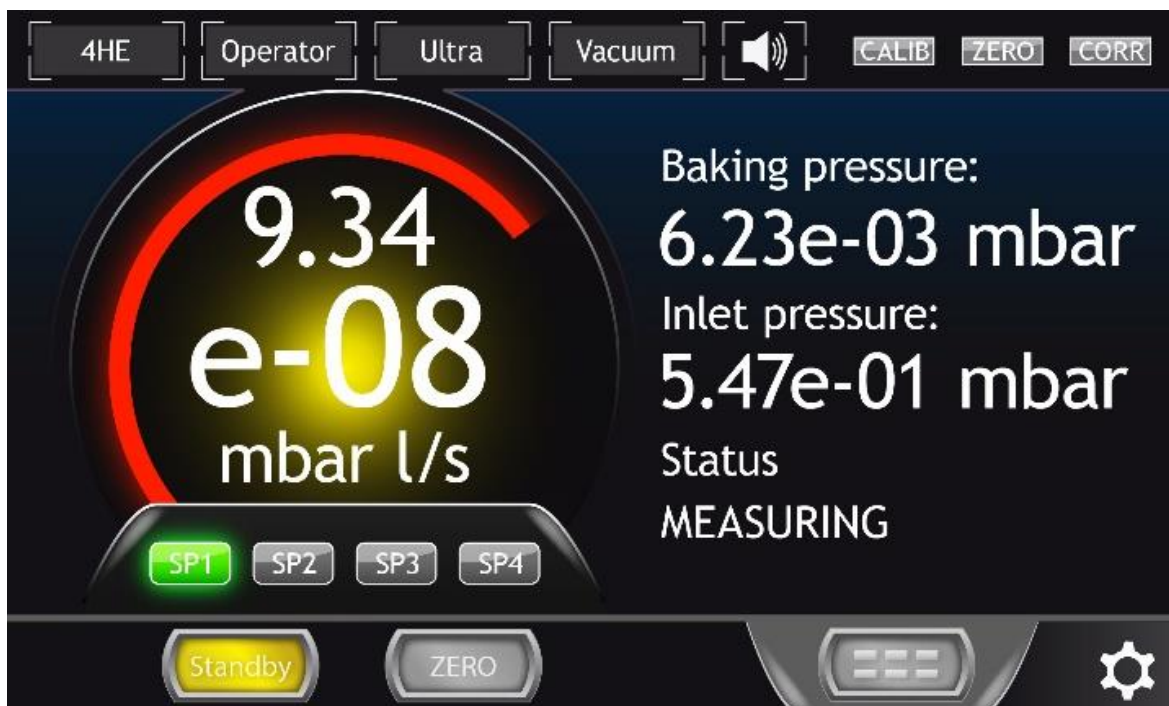 4HE Operator Ultra Vacuum CALIB ZERO CORR
9.34
e-08
mbar l/s
Baking pressure:
6.23e-03 mbar
Inlet pressure:
5.47e-01 mbar
Status
MEASURING
SP1 SP2 SP3 SP4
Standby ZERO